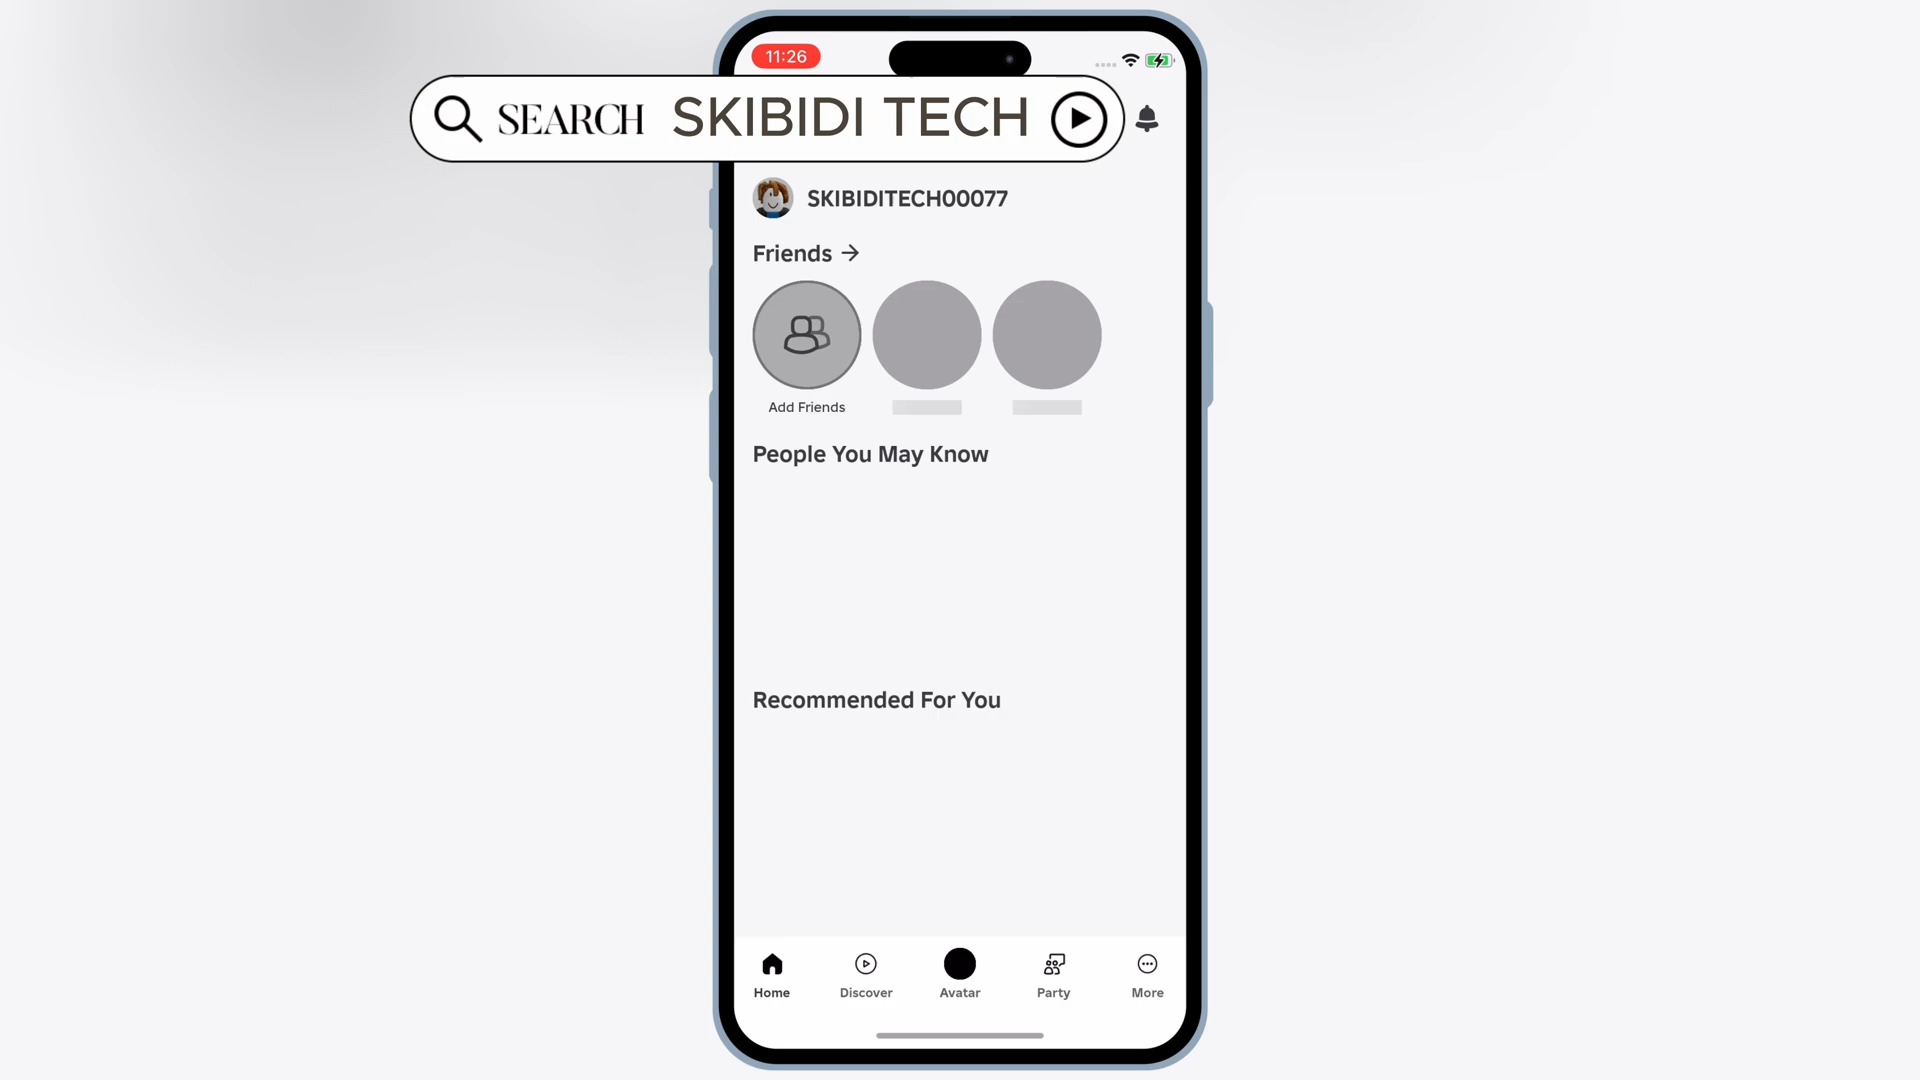 11:26
SEARCH SKIBIDI TECH
SKIBIDITECH00077
Friends →
Add Friends
People You May Know
Recommended For You
Home Discover Avatar Party More